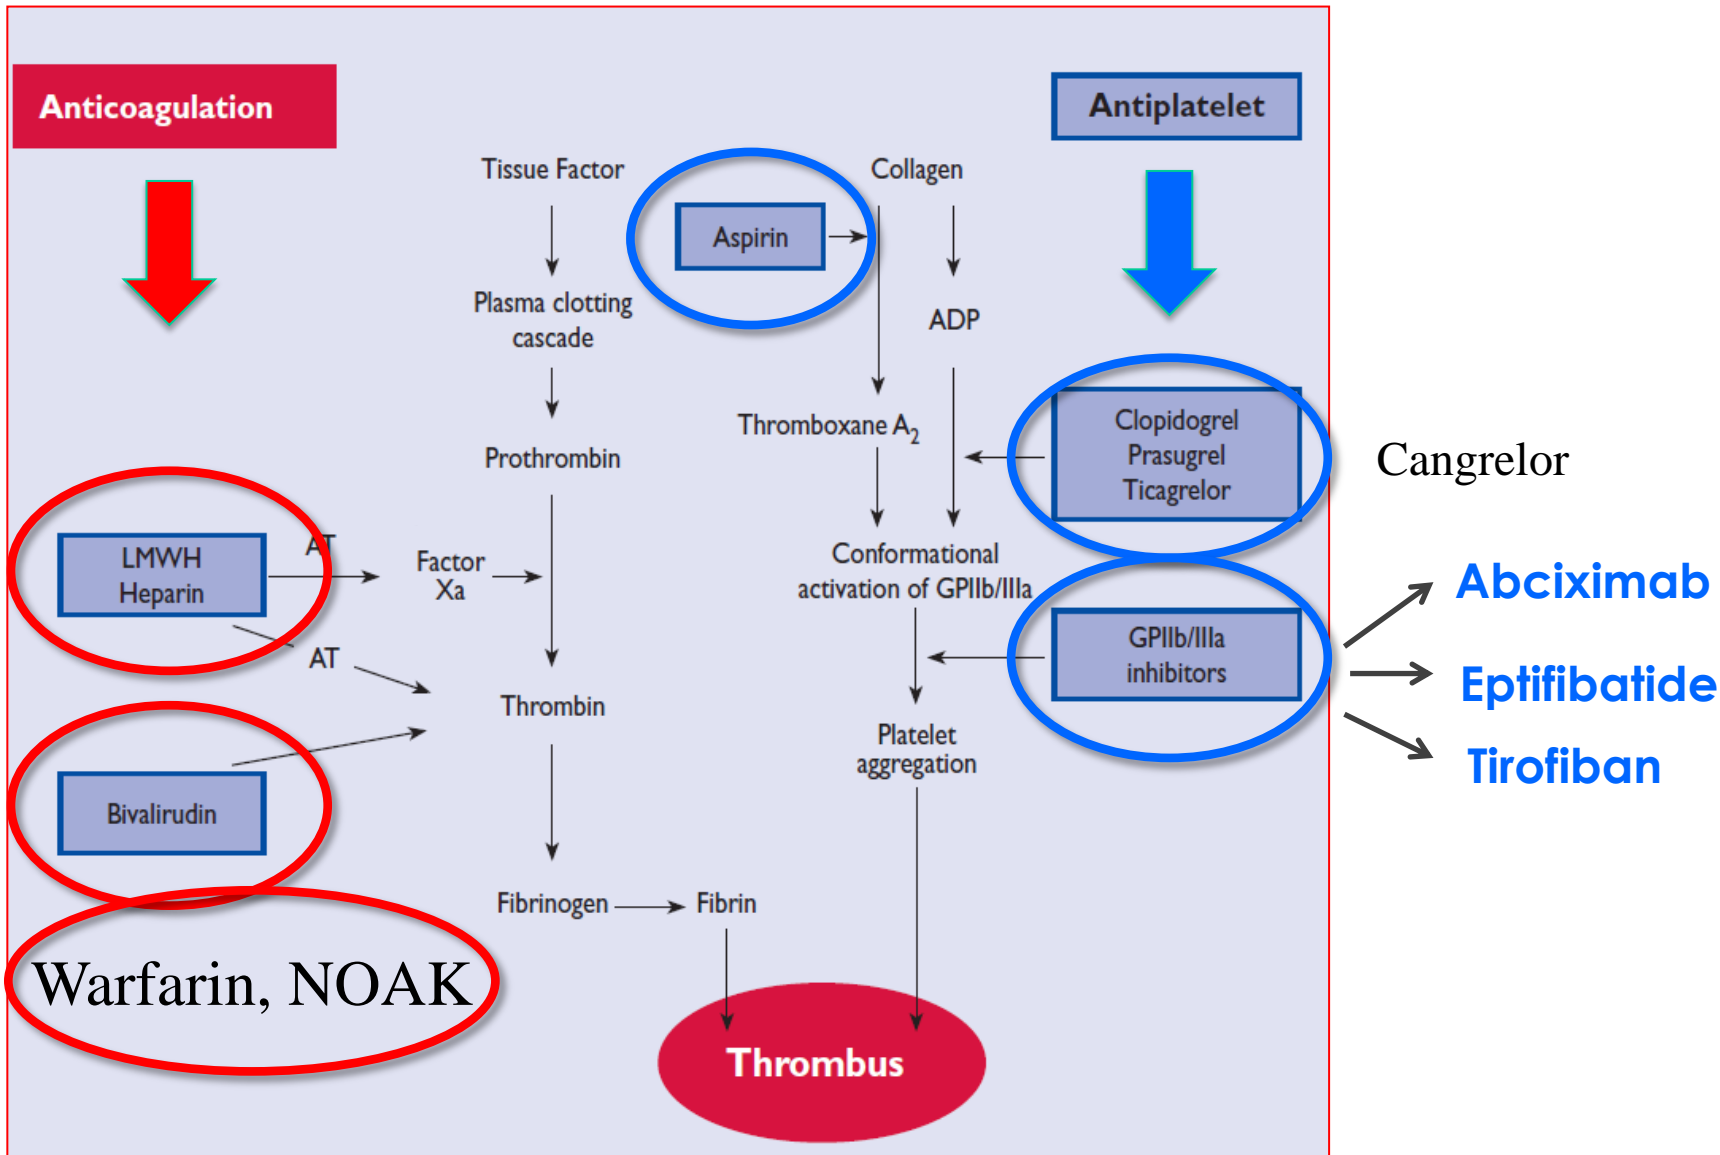 Anticoagulation
Antiplatelet
Tissue Factor
Collagen
Aspirin
Plasma clotting
cascade
ADP
Thromboxane A₂
Clopidogrel
Prasugrel
Ticagrelor
Cangrelor
Prothrombin
LMWH
Heparin
AT
Factor
Xa
Conformational
activation of GPIIb/IIIa
Abciximab
AT
GPIIb/IIIa
inhibitors
Eptifibatide
Thrombin
Platelet
aggregation
Tirofiban
Bivalirudin
Fibrinogen
Fibrin
Warfarin, NOAK
Thrombus